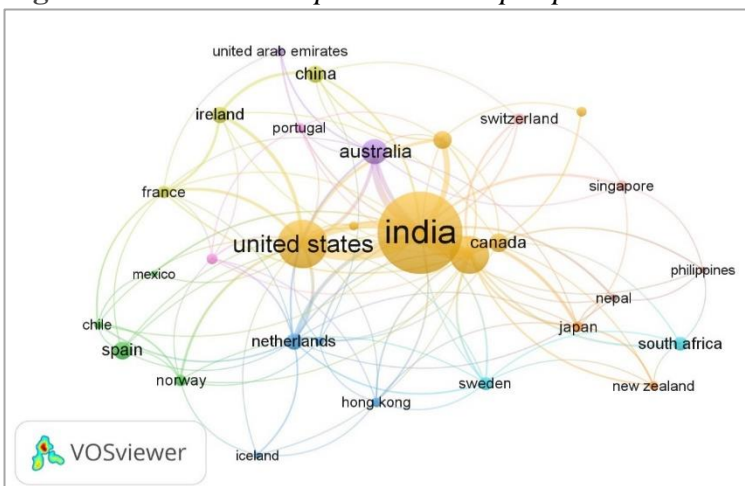 united arab emirates
china
ireland
portugal
switzerland
australia
france
singapore
india
united states
canada
mexico
philippines
nepal
chile
japan
spain
netherlands
south africa
norway
sweden
new zealand
hong kong
VOSviewer
iceland